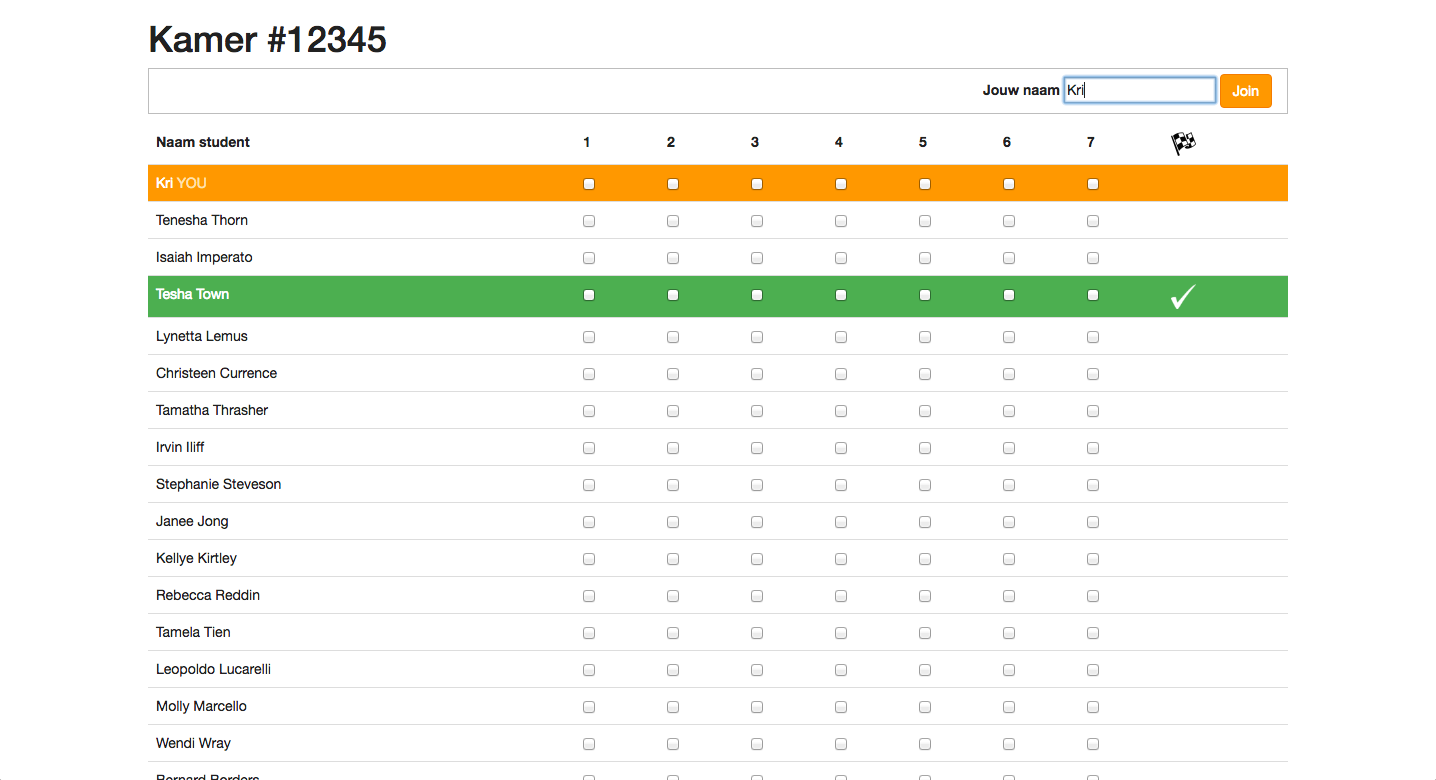 Kamer #12345
Jouw naam Kri Join
Naam student 1 2 3 4 5 6 7
Kri YOU
Tenesha Thorn
Isaiah Imperato
Tesha Town
Lynetta Lemus
Christeen Currence
Tamatha Thrasher
Irvin Iliff
Stephanie Steveson
Janee Jong
Kellye Kirtley
Rebecca Reddin
Tamela Tien
Leopoldo Lucarelli
Molly Marcello
Wendi Wray
Bernard Borders